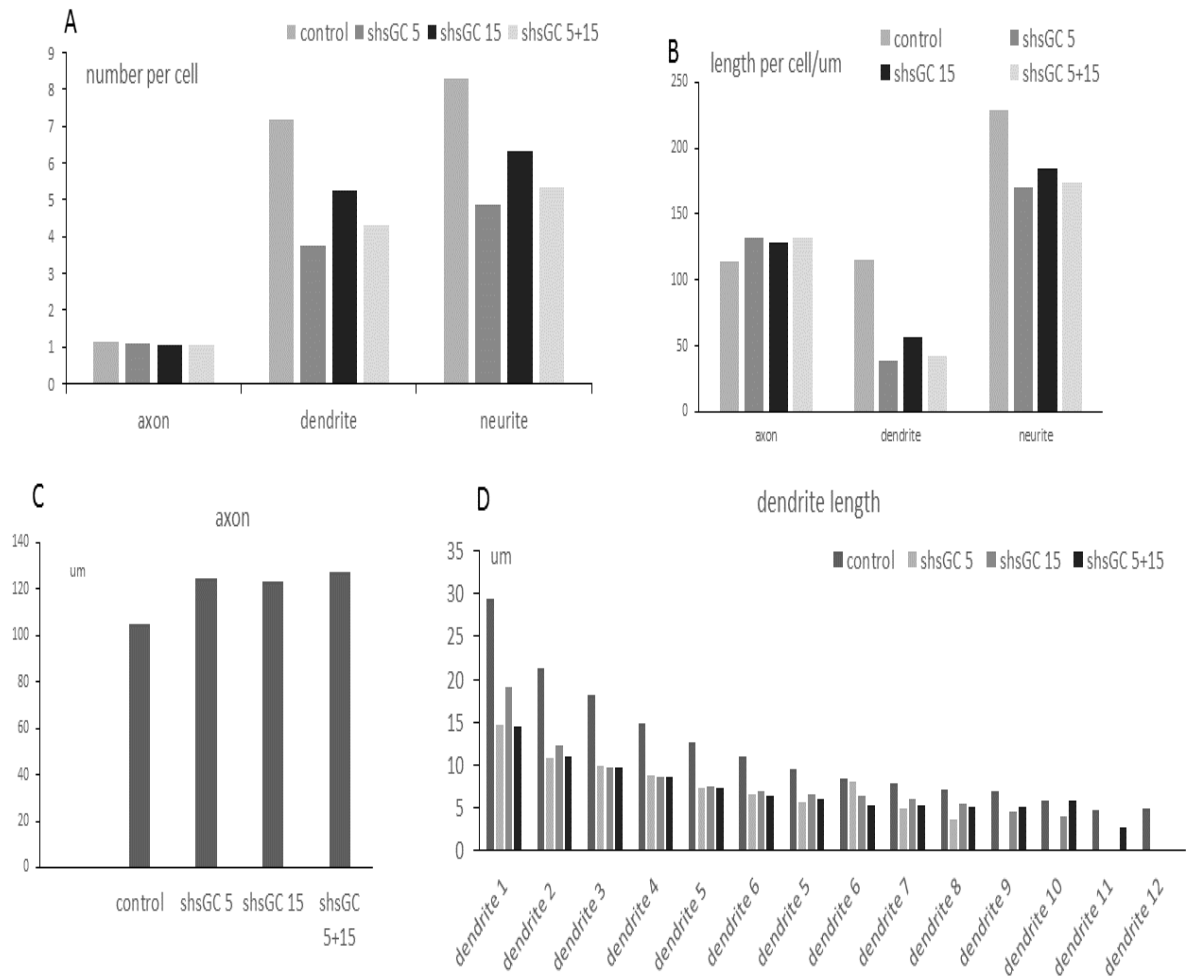 A
control shsGC 5 shsGC 15 shsGC 5+15
number per cell
9
8
7
6
5
4
3
2
1
0
axon dendrite neurite
B
control shsGC 5
shsGC 15 shsGC 5+15
length per cell/um
250
200
150
100
50
0
axon dendrite neurite
C
axon
um
140
120
100
80
60
40
20
0
control shsGC 5 shsGC 15 shsGC
5+15
D
dendrite length
um
control shsGC 5 shsGC 15 shsGC 5+15
35
30
25
20
15
10
5
0
dendrite 1
dendrite 2
dendrite 3
dendrite 4
dendrite 5
dendrite 6
dendrite 5
dendrite 6
dendrite 7
dendrite 8
dendrite 9
dendrite 10
dendrite 11
dendrite 12